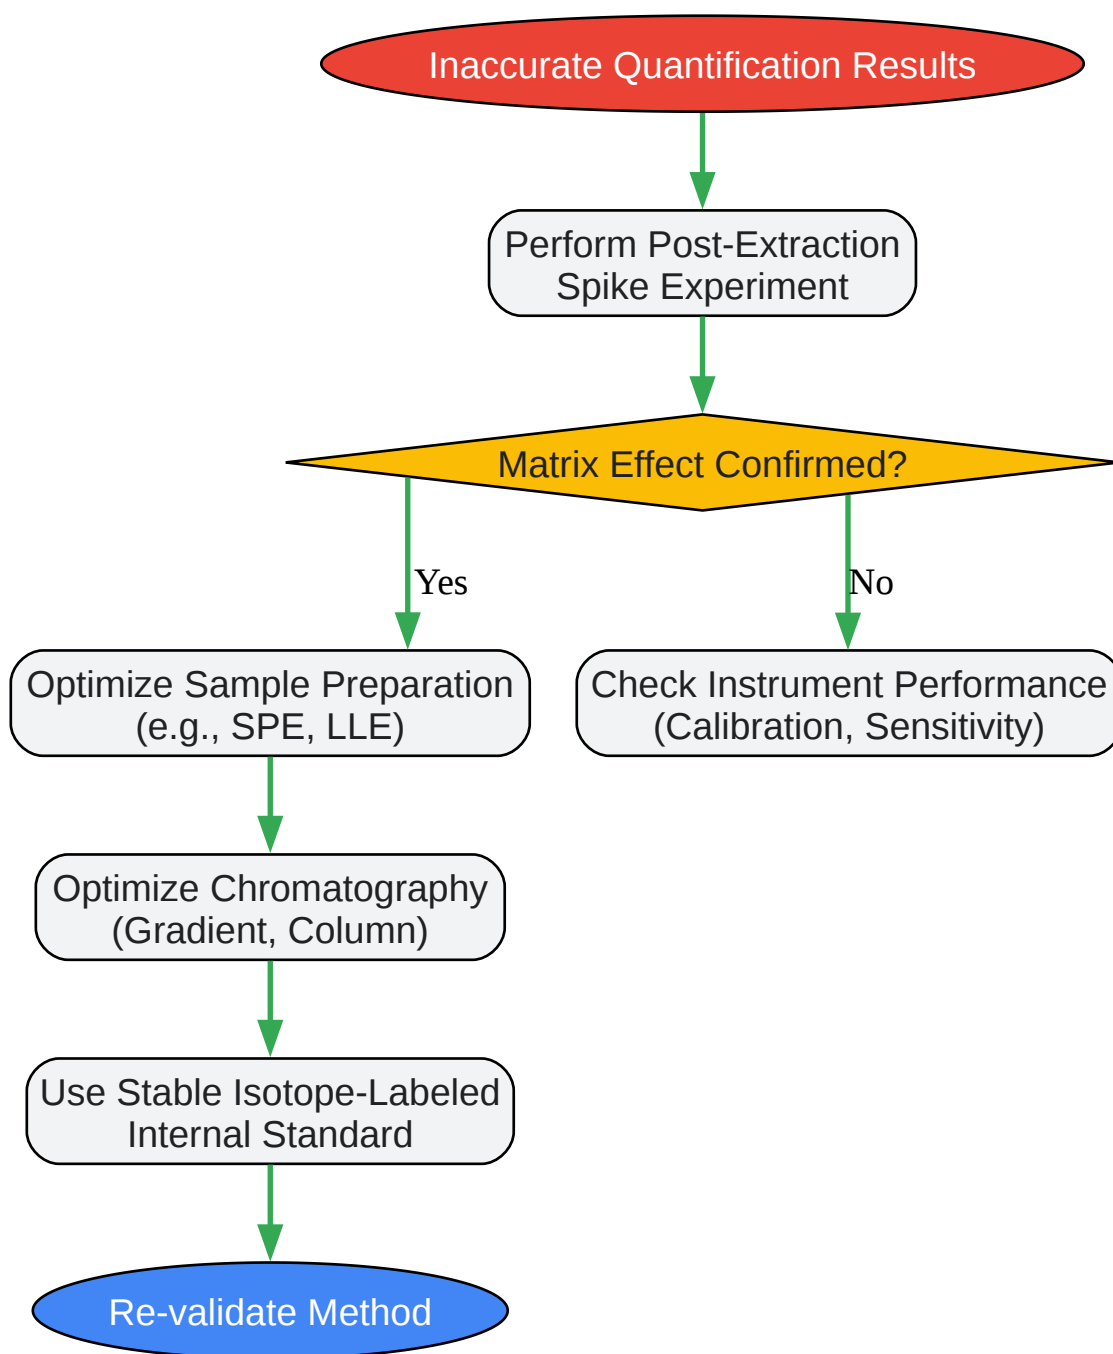 Inaccurate Quantification Results
Perform Post-Extraction
Spike Experiment
Matrix Effect Confirmed?
Yes
No
Optimize Sample Preparation
(e.g., SPE, LLE)
Check Instrument Performance
(Calibration, Sensitivity)
Optimize Chromatography
(Gradient, Column)
Use Stable Isotope-Labeled
Internal Standard
Re-validate Method